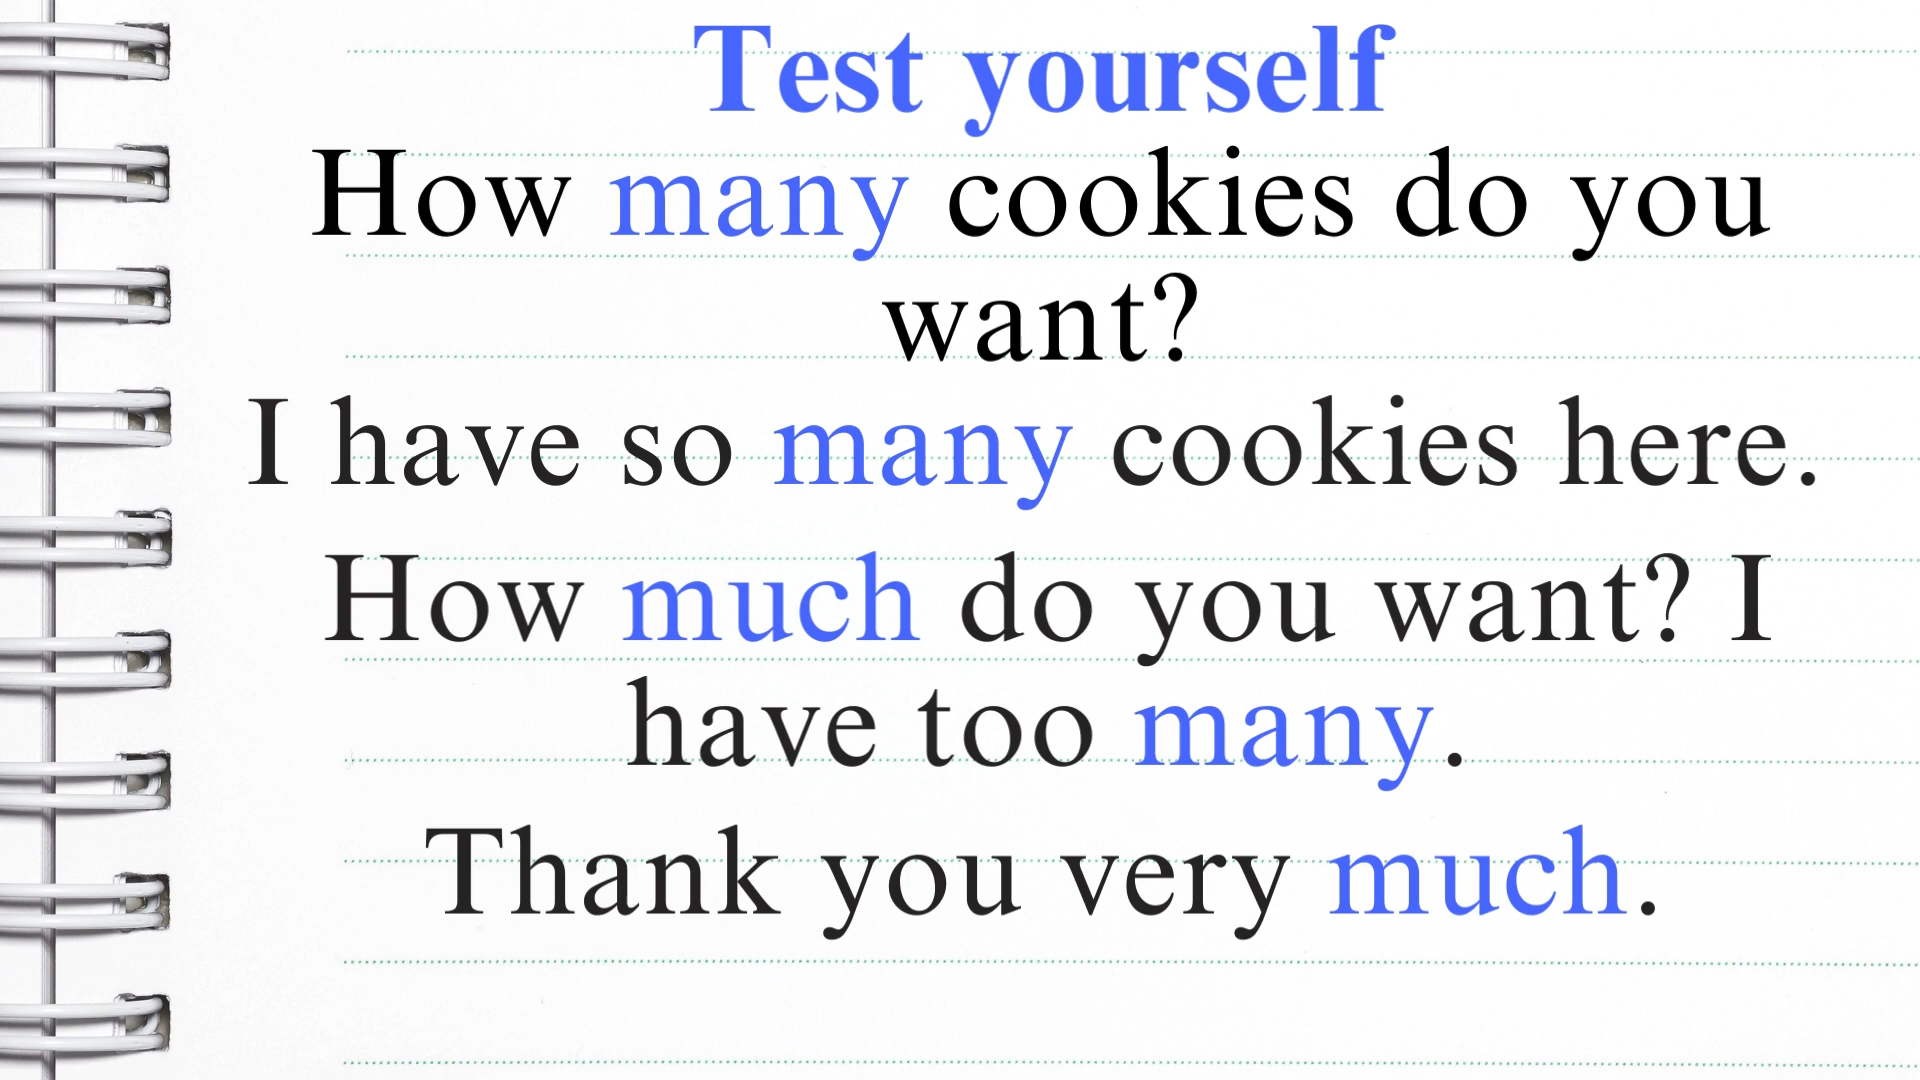 Test yourself
How many cookies do you
want?
I have so many cookies here.
How much do you want? I
have too many.
Thank you very much.